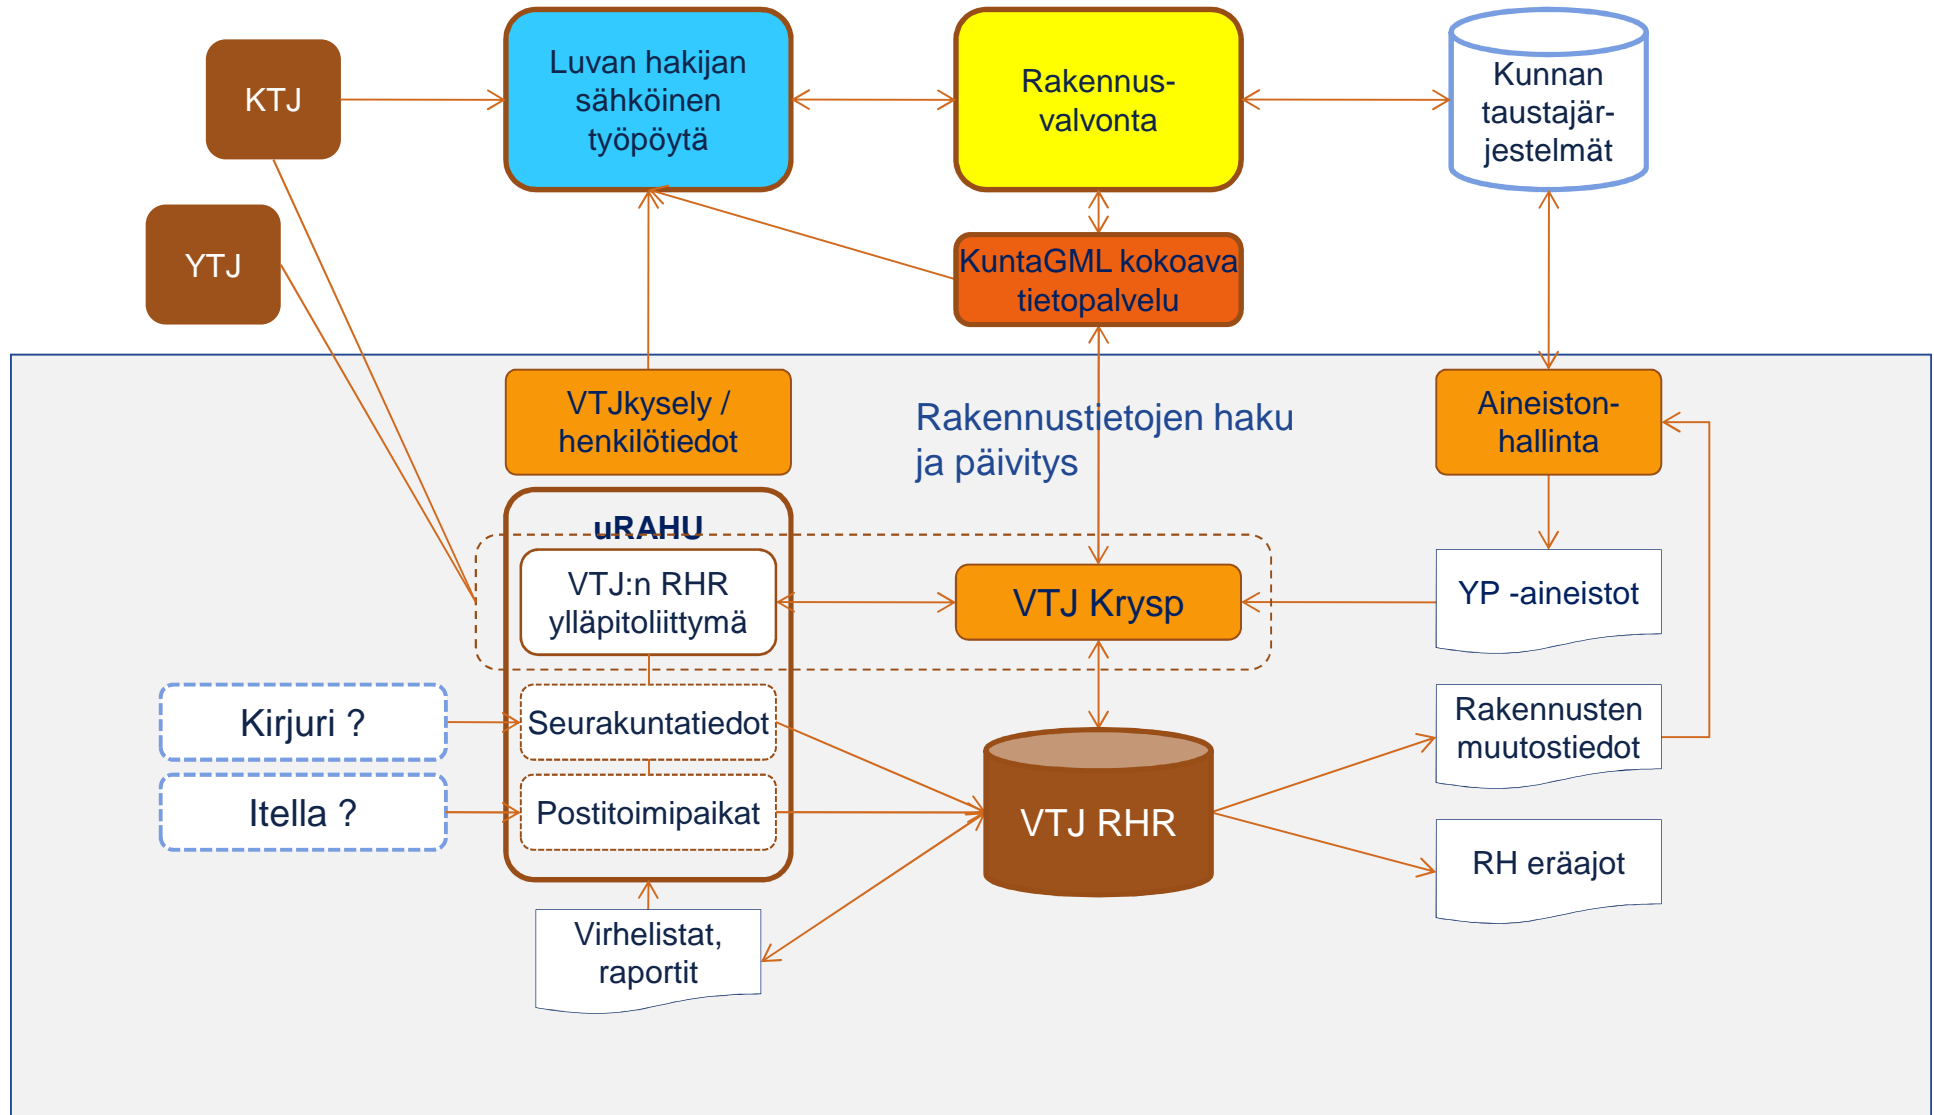 KTJ
Luvan hakijan
sähköinen
työpöytä
Rakennus-
valvonta
Kunnan
taustajär-
jestelmät
YTJ
KuntaGML kokoava
tietopalvelu
VTJkysely /
henkilötiedot
Rakennustietojen haku
ja päivitys
Aineiston-
hallinta
uRAHU
VTJ:n RHR
ylläpitoliittymä
VTJ Krysp
YP -aineistot
Kirjuri ?
Seurakuntatiedot
Rakennusten
muutostiedot
Itella ?
Postitoimipaikat
VTJ RHR
RH eräajot
Virhelistat,
raportit